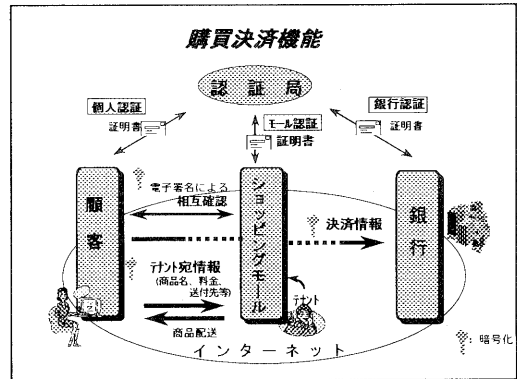 購買決済機能
認証局
個人認証
証明書
モール認証
証明書
銀行認証
証明書
電子署名による
相互確認
顧客
ショッピングモール
銀行
決済情報
テナント宛情報
(商品名、料金、
送付先等)
テナント
商品配送
インターネット
:暗号化